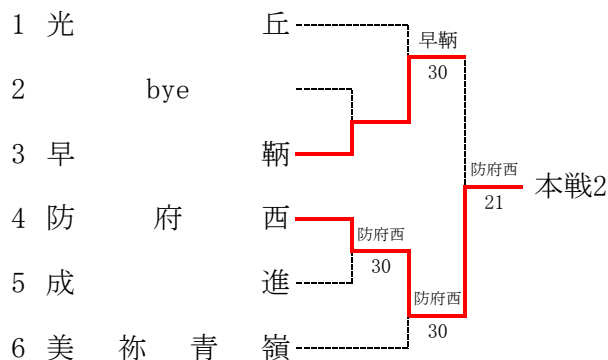 1 光丘
早鞆
30
2 bye
3 早鞆
防府西
21
本戦2
4 防府西
防府西
30
5 成進
防府西
30
6 美祢青嶺